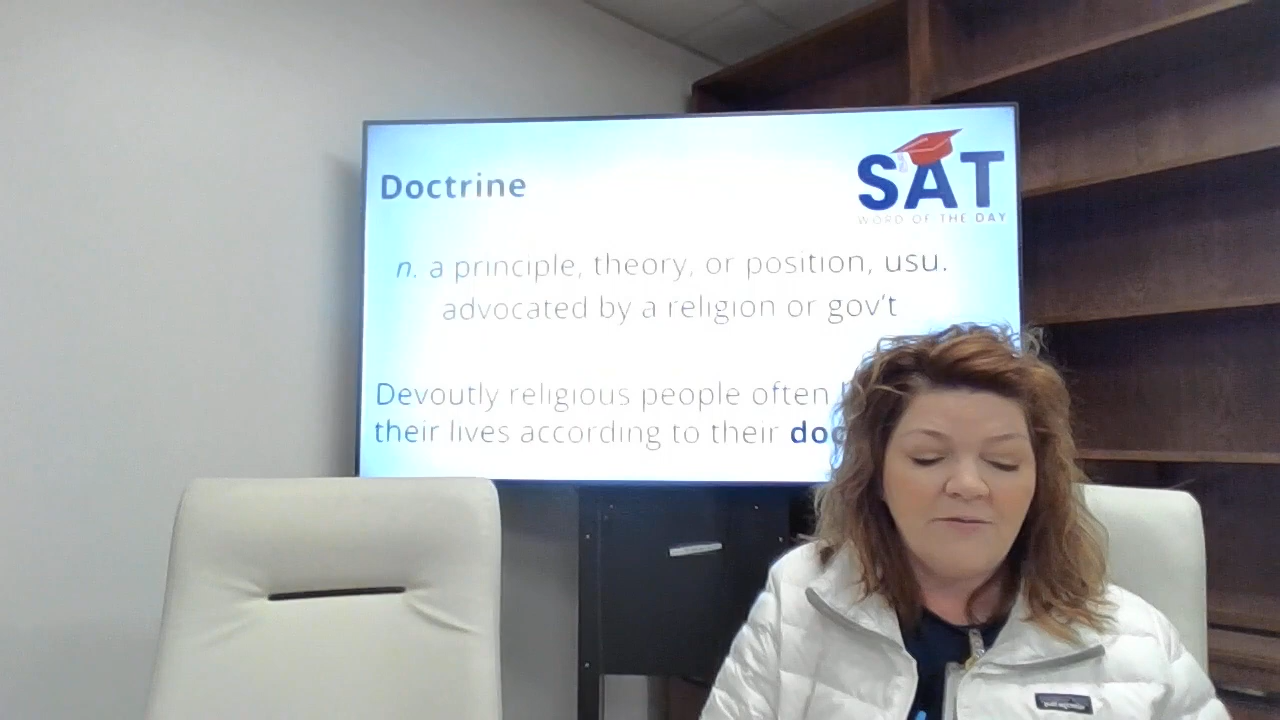 Doctrine
SAT
WORD OF THE DAY
n. a principle, theory, or position, usu.
advocated by a religion or gov't
Devoutly religious people often
their lives according to their